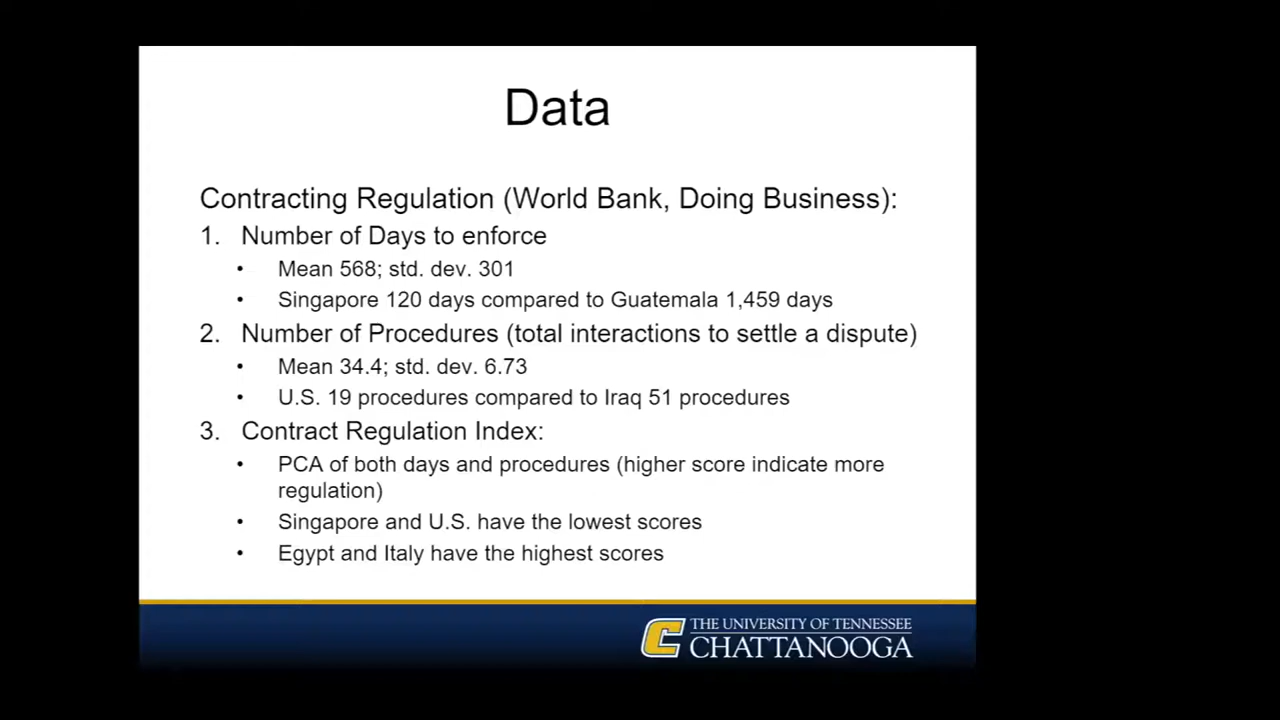 Data
Contracting Regulation (World Bank, Doing Business):
1. Number of Days to enforce
• Mean 568; std. dev. 301
• Singapore 120 days compared to Guatemala 1,459 days
2. Number of Procedures (total interactions to settle a dispute)
• Mean 34.4; std. dev. 6.73
• U.S. 19 procedures compared to Iraq 51 procedures
3. Contract Regulation Index:
• PCA of both days and procedures (higher score indicate more
regulation)
• Singapore and U.S. have the lowest scores
• Egypt and Italy have the highest scores
C THE UNIVERSITY OF TENNESSEE
CHATTANOOGA